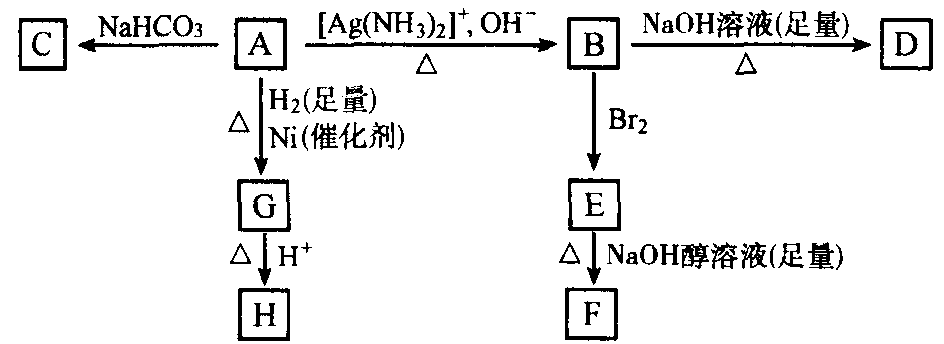 C NaHCO₃ A [Ag(NH₃)₂]⁺, OH⁻ △ B NaOH溶液(足量) △ D
△ H₂(足量)
Ni(催化剂)
Br₂
G E
△ H⁺ △ NaOH醇溶液(足量)
H F